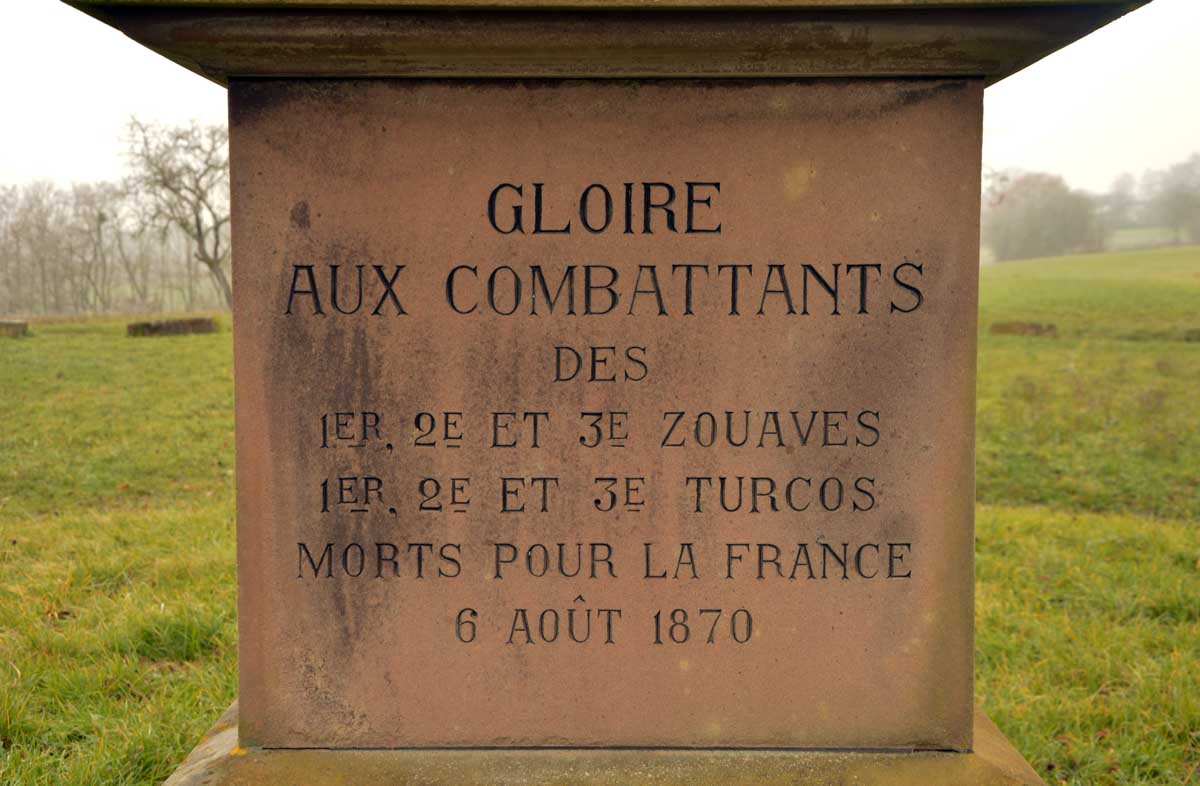 GLOIRE
AUX COMBATTANTS
DES
1ER, 2E ET 3E ZOUAVES
1ER, 2E ET 3E TURCOS
MORTS POUR LA FRANCE
6 AOÛT 1870